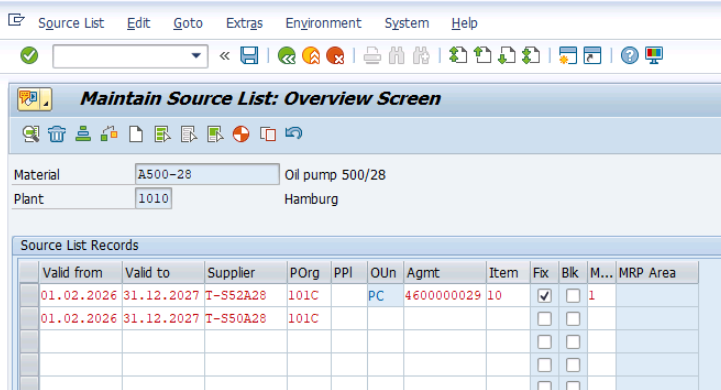 Source List Edit Goto Extras Environment System Help
Maintain Source List: Overview Screen
Material A500-28 Oil pump 500/28
Plant 1010 Hamburg
Source List Records
Valid from Valid to Supplier POrg PPl OUn Agmt Item Fix Blk M... MRP Area
01.02.2026 31.12.2027 T-S52A28 101C PC 4600000029 10 1
01.02.2026 31.12.2027 T-S50A28 101C